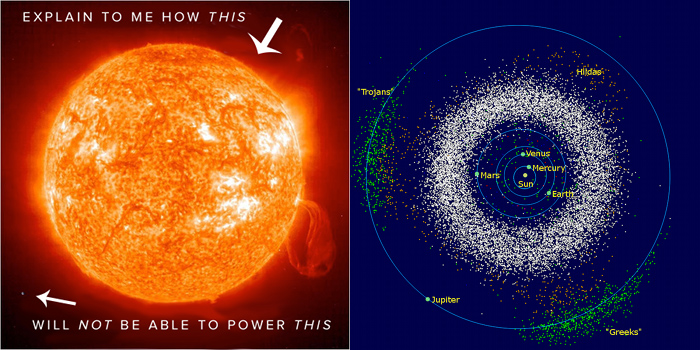 EXPLAIN TO ME HOW THIS
WILL NOT BE ABLE TO POWER THIS
Hildas
"Trojans"
Venus
Mercury
Mars
Sun
Earth
Jupiter
"Greeks"